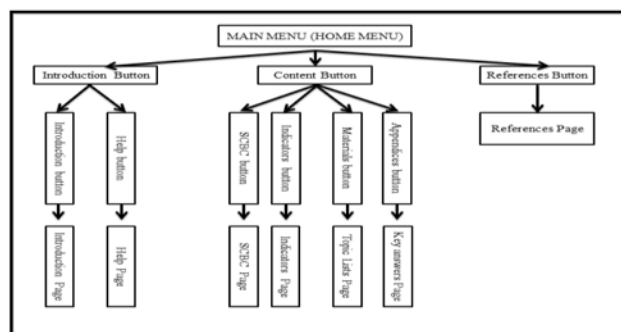 MAIN MENU (HOME MENU)
Introduction Button
Content Button
References Button
Introduction button
Help button
SCBC button
Indicators button
Materials button
Appendices button
References Page
Introduction Page
Help Page
SCBC Page
Indicators Page
Topic Lists Page
Key answers Page